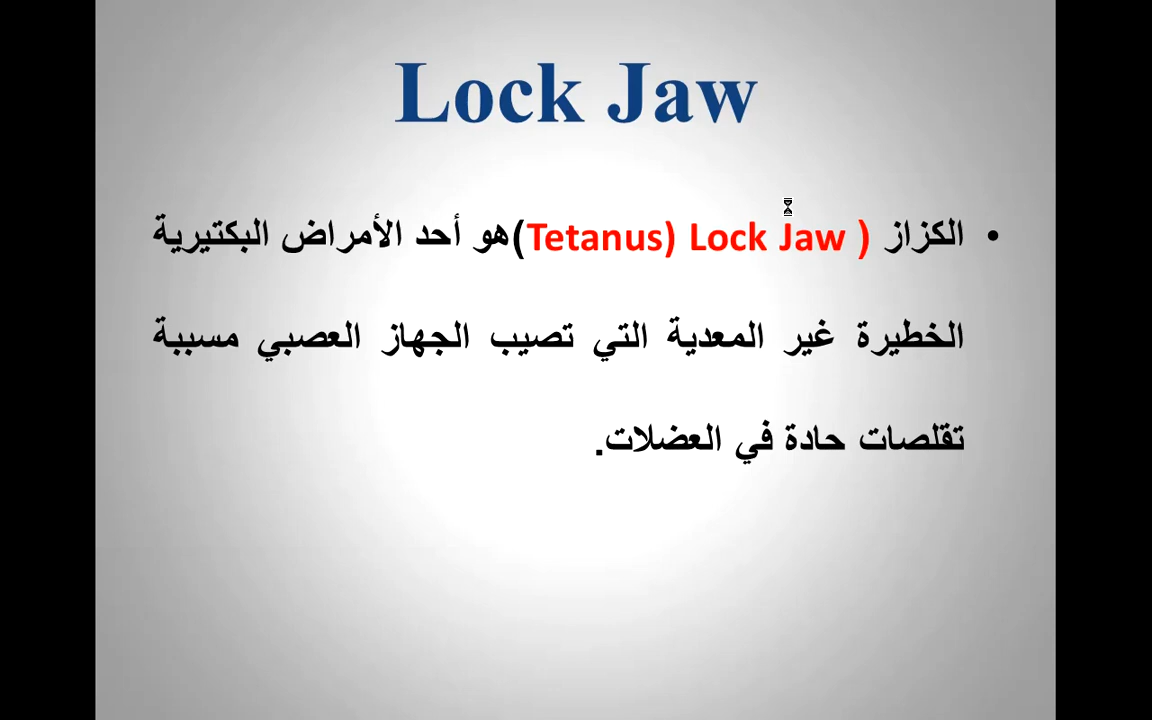 Lock Jaw
• الكزاز ( Lock Jaw (Tetanus)هو أحد الأمراض البكتيرية
الخطيرة غير المعدية التي تصيب الجهاز العصبي مسببة
تقلصات حادة في العضلات.